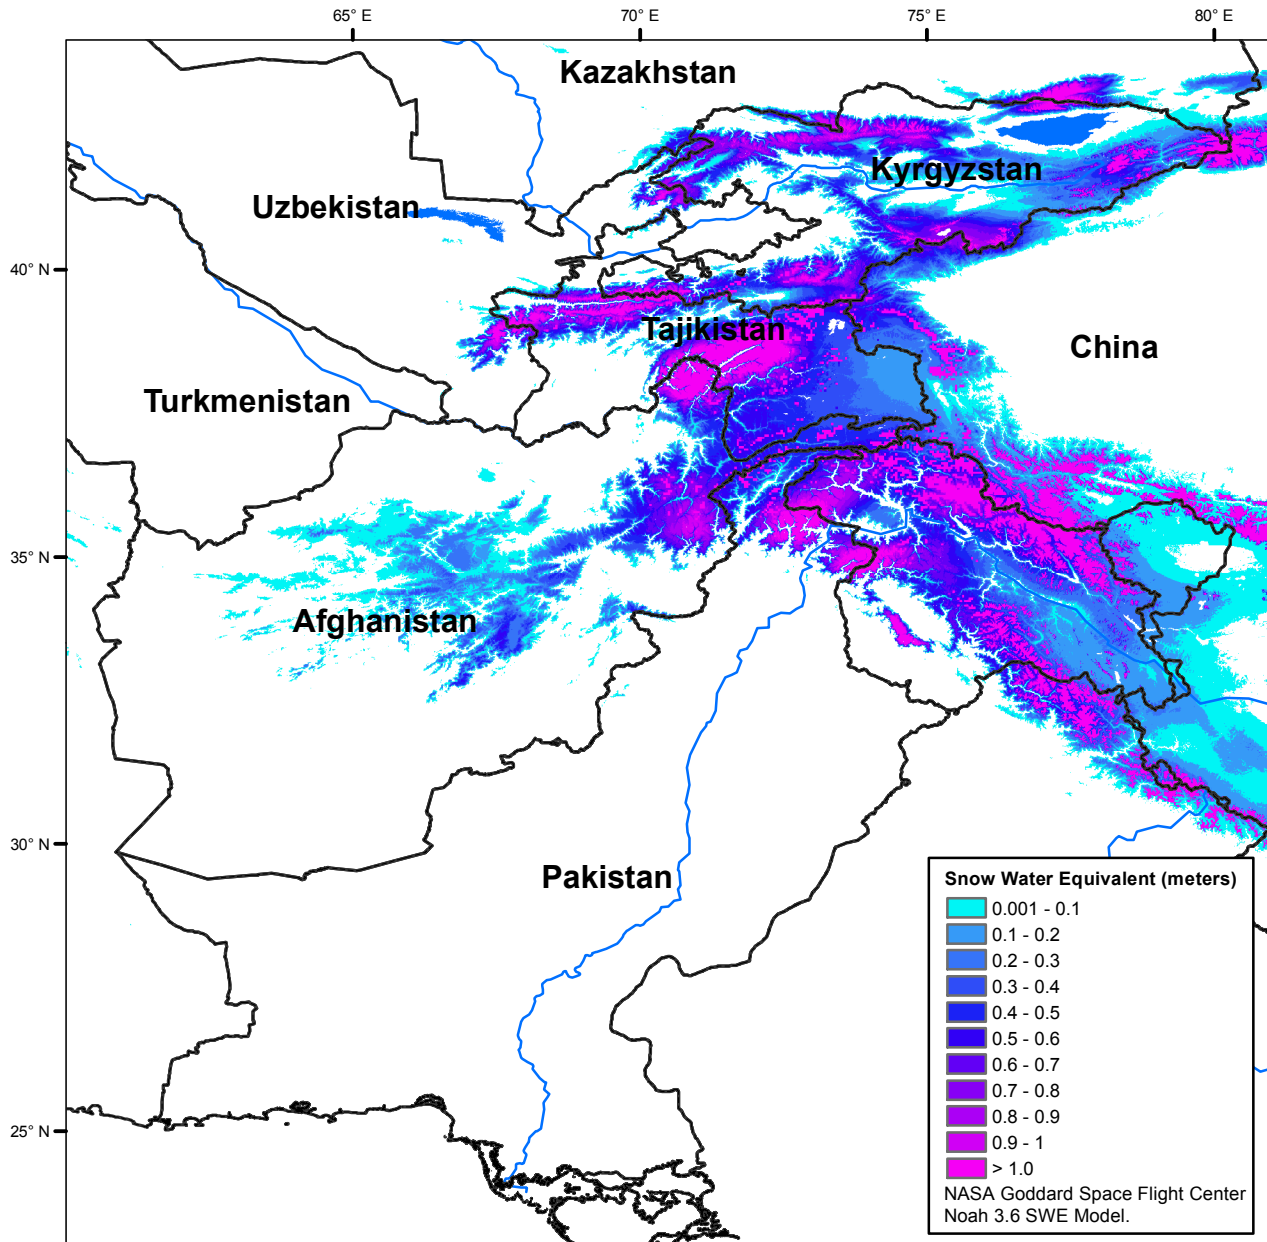 65° E
70° E
75° E
80° E
Kazakhstan
Kyrgyzstan
Uzbekistan
40° N
Tajikistan
China
Turkmenistan
35° N
Afghanistan
30° N
Pakistan
25° N
Snow Water Equivalent (meters)
0.001 - 0.1
0.1 - 0.2
0.2 - 0.3
0.3 - 0.4
0.4 - 0.5
0.5 - 0.6
0.6 - 0.7
0.7 - 0.8
0.8 - 0.9
0.9 - 1
> 1.0
NASA Goddard Space Flight Center
Noah 3.6 SWE Model.